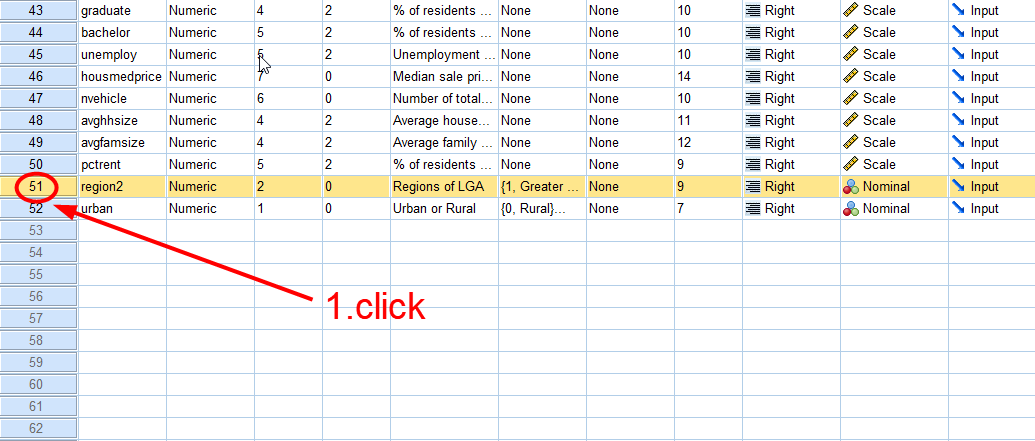 43 graduate Numeric 4 2 % of residents ... None None 10 Right Scale Input
44 bachelor Numeric 5 2 % of residents ... None None 10 Right Scale Input
45 unemploy Numeric 5 2 Unemployment ... None None 10 Right Scale Input
46 housmedprice Numeric 7 0 Median sale pri... None None 14 Right Scale Input
47 nvehicle Numeric 6 0 Number of total... None None 10 Right Scale Input
48 avghhsize Numeric 4 2 Average house... None None 11 Right Scale Input
49 avgfamsize Numeric 4 2 Average family ... None None 12 Right Scale Input
50 pctrent Numeric 5 2 % of residents ... None None 9 Right Scale Input
51 region2 Numeric 2 0 Regions of LGA {1, Greater ... None 9 Right Nominal Input
52 urban Numeric 1 0 Urban or Rural {0, Rural}... None 7 Right Nominal Input
53
54
55
56
1.click
57
58
59
60
61
62